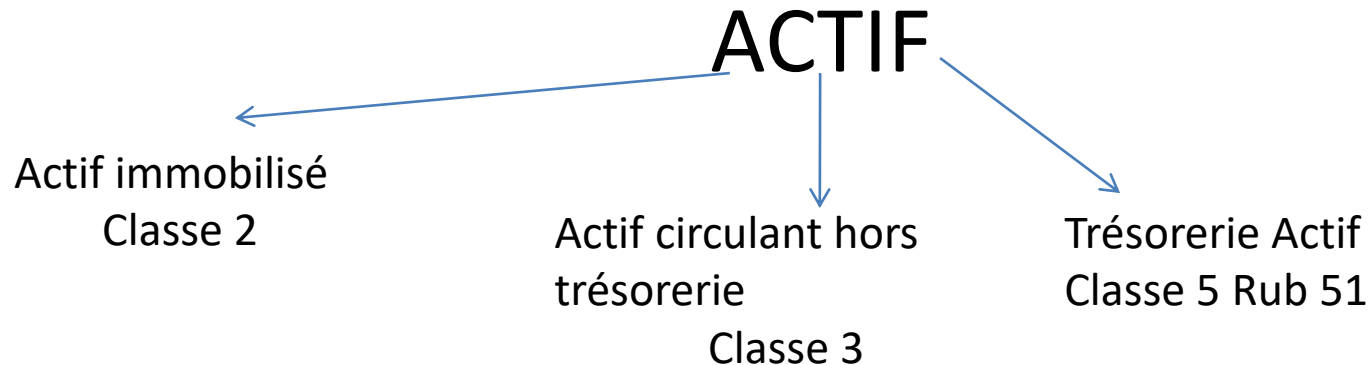 ACTIF
Actif immobilisé
Classe 2
Actif circulant hors
trésorerie
Classe 3
Trésorerie Actif
Classe 5 Rub 51